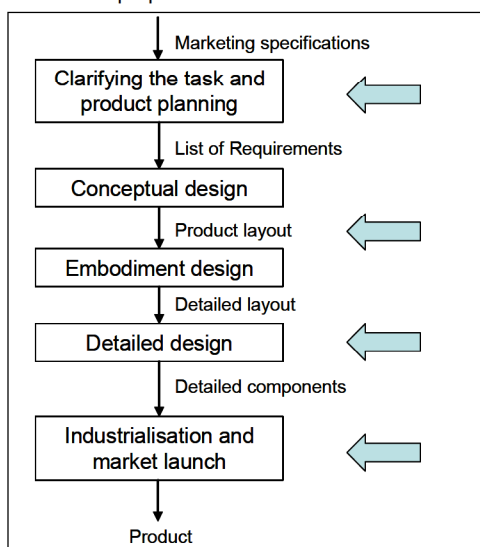 Marketing specifications
Clarifying the task and
product planning
List of Requirements
Conceptual design
Product layout
Embodiment design
Detailed layout
Detailed design
Detailed components
Industrialisation and
market launch
Product